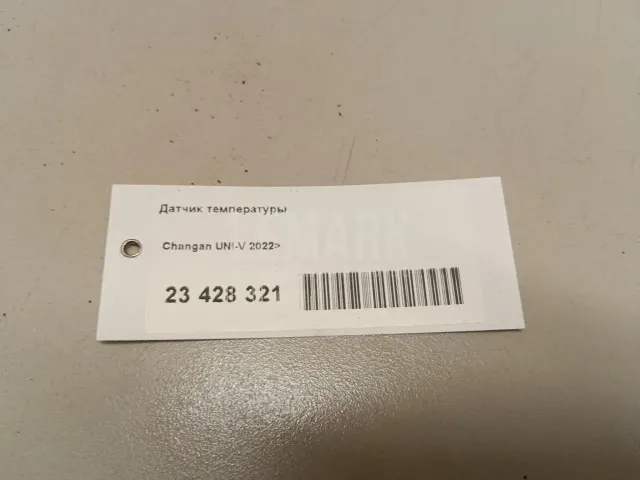 Датчик температуры
Changan UNI-V 2022>
23 428 321